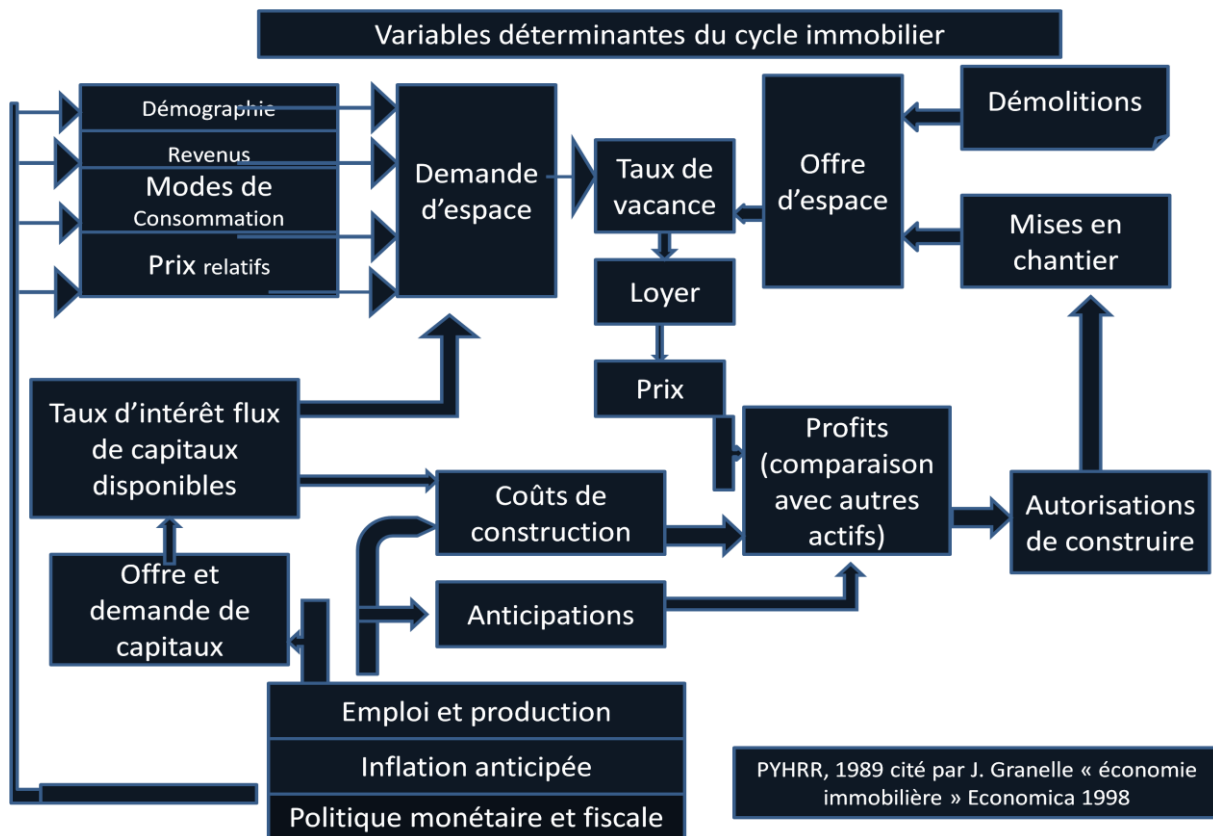 Variables déterminantes du cycle immobilier
Démographie
Revenus
Modes de
Consommation
Prix relatifs
Demande
d’espace
Taux de
vacance
Loyer
Prix
Offre
d’espace
Démolitions
Mises en
chantier
Taux d’intérêt flux
de capitaux
disponibles
Offre et
demande de
capitaux
Coûts de
construction
Anticipations
Profits
(comparaison
avec autres
actifs)
Autorisations
de construire
Emploi et production
Inflation anticipée
Politique monétaire et fiscale
PYHRR, 1989 cité par J. Granelle « économie
immobilière » Economica 1998